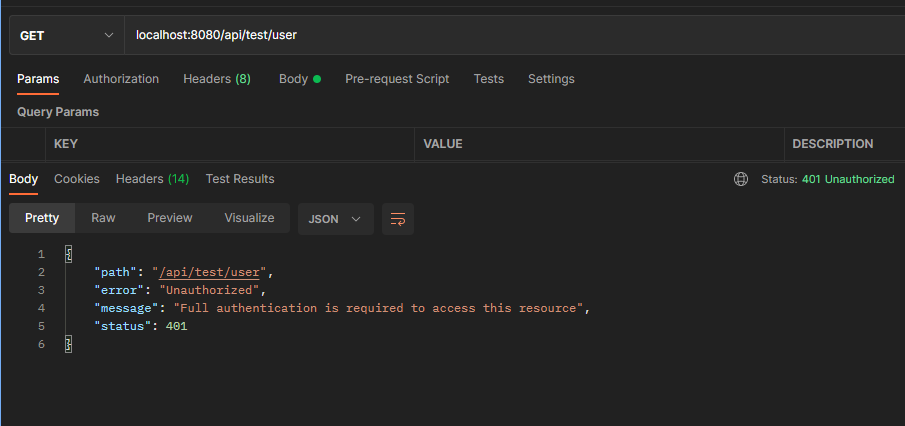 GET localhost:8080/api/test/user
Params Authorization Headers (8) Body Pre-request Script Tests Settings
Query Params
KEY VALUE DESCRIPTION
Body Cookies Headers (14) Test Results Status: 401 Unauthorized
Pretty Raw Preview Visualize JSON
1 {
2 "path": "/api/test/user",
3 "error": "Unauthorized",
4 "message": "Full authentication is required to access this resource",
5 "status": 401
6 }